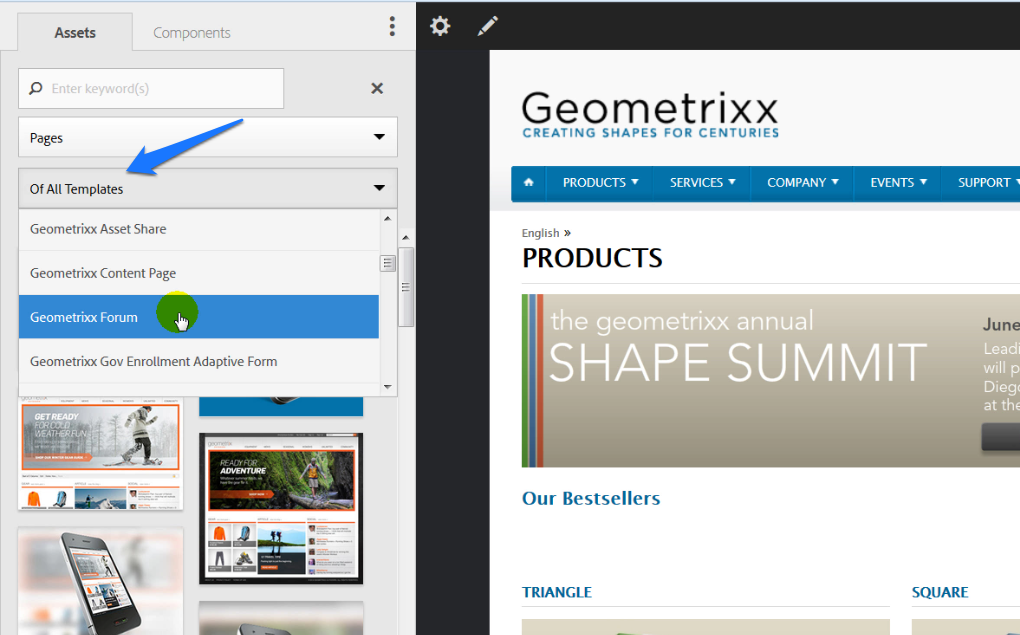 Assets
Components
Enter keyword(s)
Pages
Of All Templates
Geometrixx Asset Share
Geometrixx Content Page
Geometrixx Forum
Geometrixx Gov Enrollment Adaptive Form
GET READY
FOR COLD
WEATHER FUN
READY FOR
ADVENTURE
Geometrixx
CREATING SHAPES FOR CENTURIES
PRODUCTS
SERVICES
COMPANY
EVENTS
SUPPORT
English »
PRODUCTS
the geometrixx annual
SHAPE SUMMIT
June
Leadi
will p
Diego
at the
Our Bestsellers
TRIANGLE
SQUARE